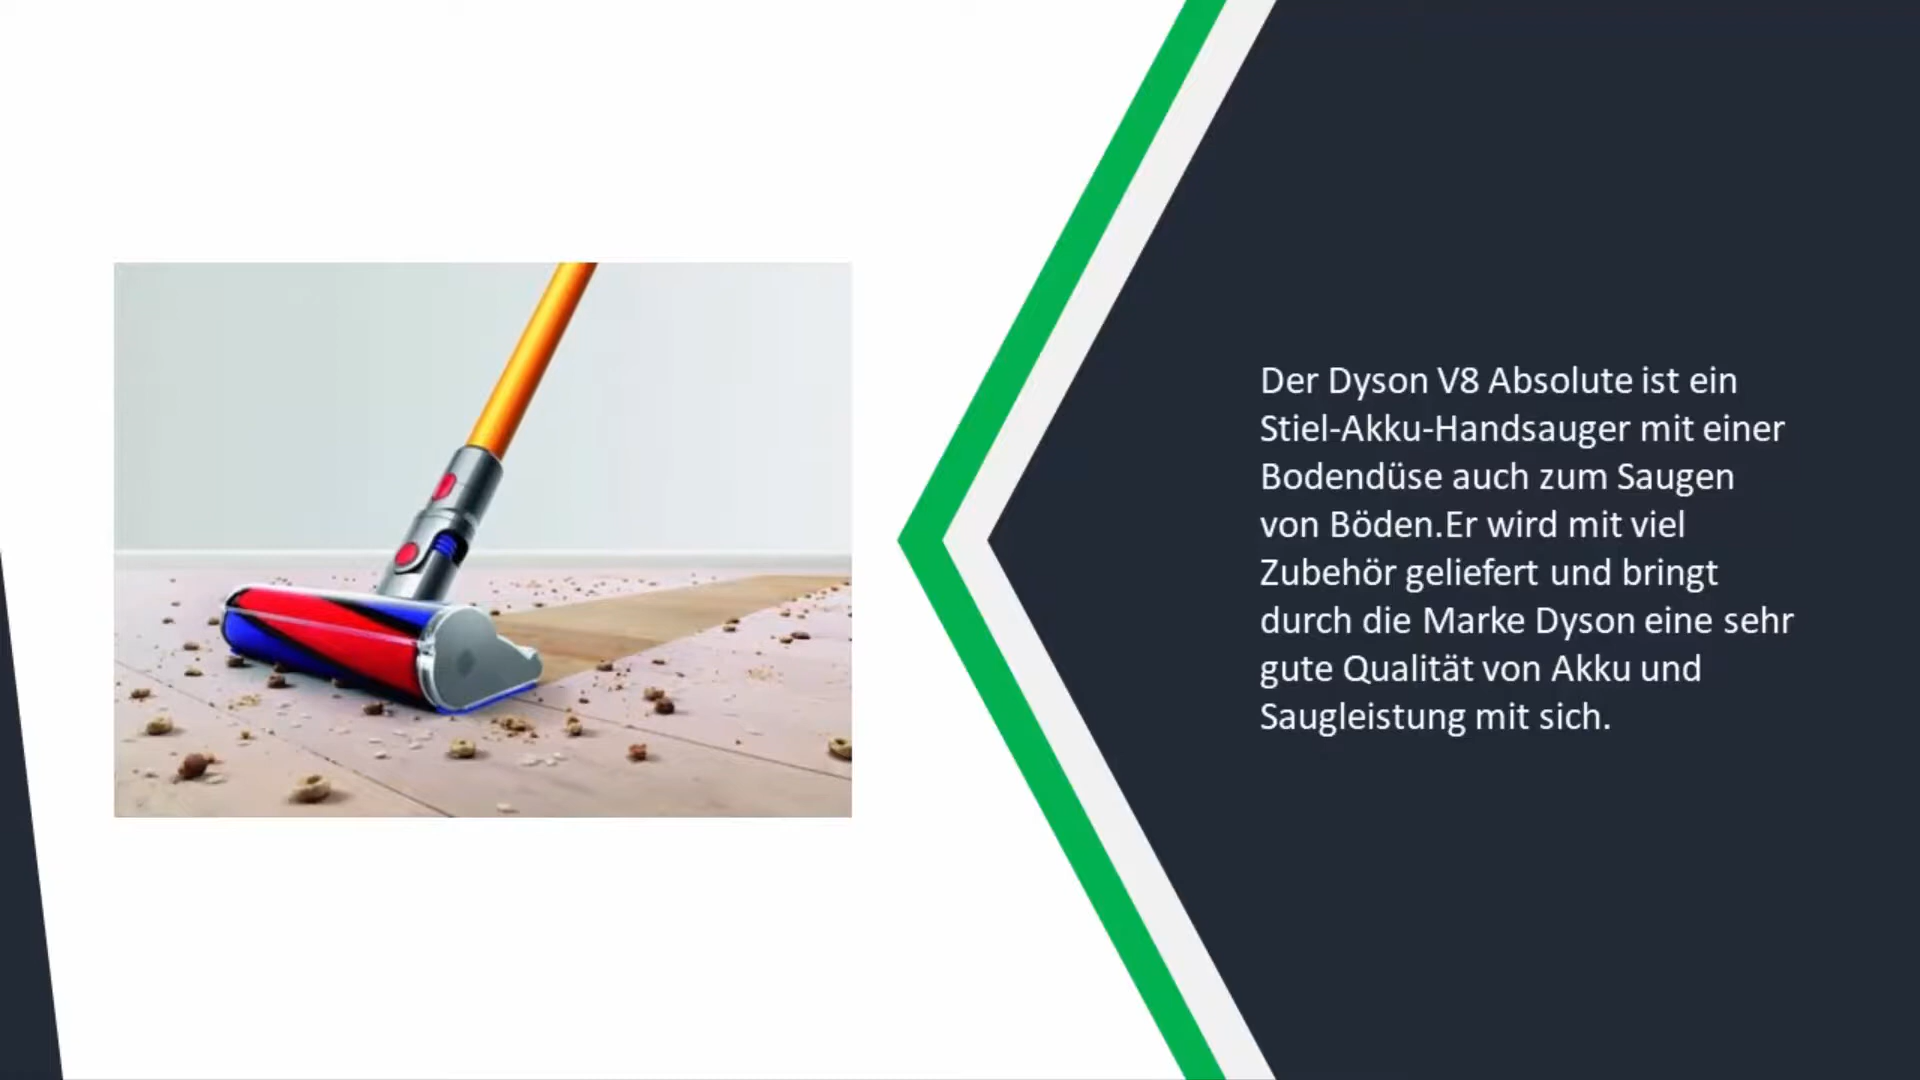 Der Dyson V8 Absolute ist ein
Stiel-Akku-Handsauger mit einer
Bodendüse auch zum Saugen
von Böden.Er wird mit viel
Zubehör geliefert und bringt
durch die Marke Dyson eine sehr
gute Qualität von Akku und
Saugleistung mit sich.